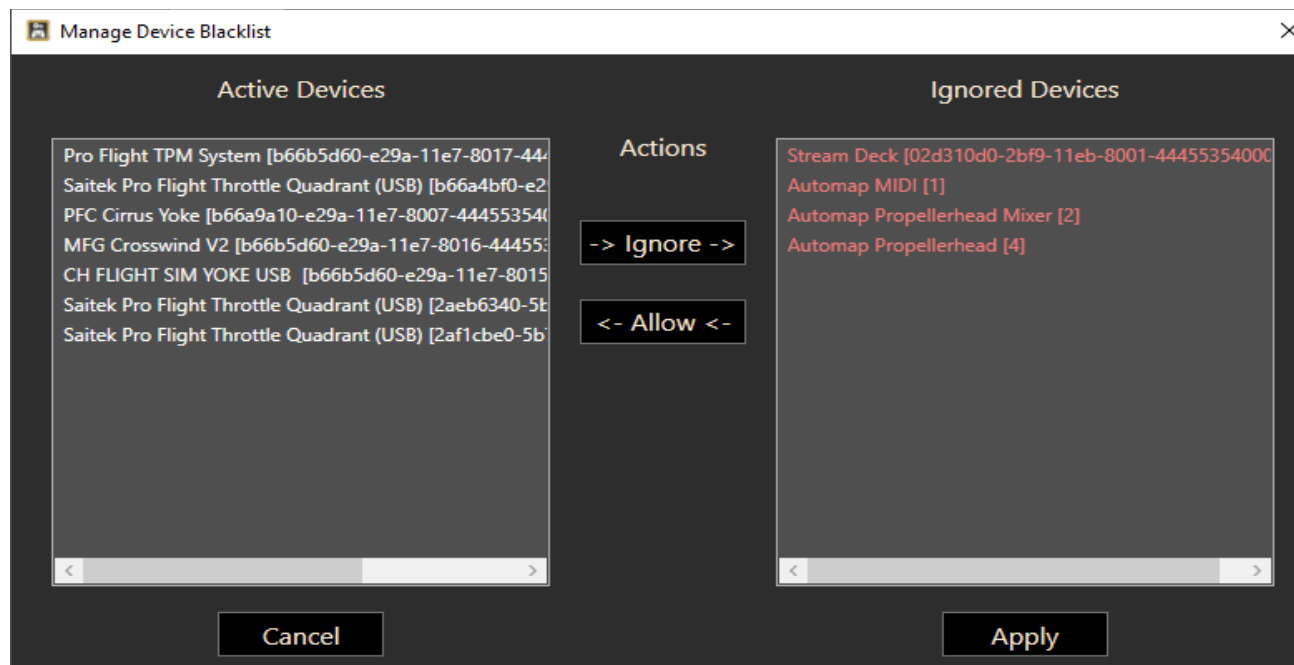 Manage Device Blacklist
Active Devices
Pro Flight TPM System [b66b5d60-e29a-11e7-8017-444
Saitek Pro Flight Throttle Quadrant (USB) [b66a4bf0-e2
PFC Cirrus Yoke [b66a9a10-e29a-11e7-8007-444553540
MFG Crosswind V2 [b66b5d60-e29a-11e7-8016-444553
CH FLIGHT SIM YOKE USB [b66b5d60-e29a-11e7-8015
Saitek Pro Flight Throttle Quadrant (USB) [2aeb6340-5b
Saitek Pro Flight Throttle Quadrant (USB) [2af1cbe0-5b7
Actions
-> Ignore ->
<- Allow <-
Ignored Devices
Stream Deck [02d310d0-2bf9-11eb-8001-44455354000
Automap MIDI [1]
Automap Propellerhead Mixer [2]
Automap Propellerhead [4]
Cancel
Apply